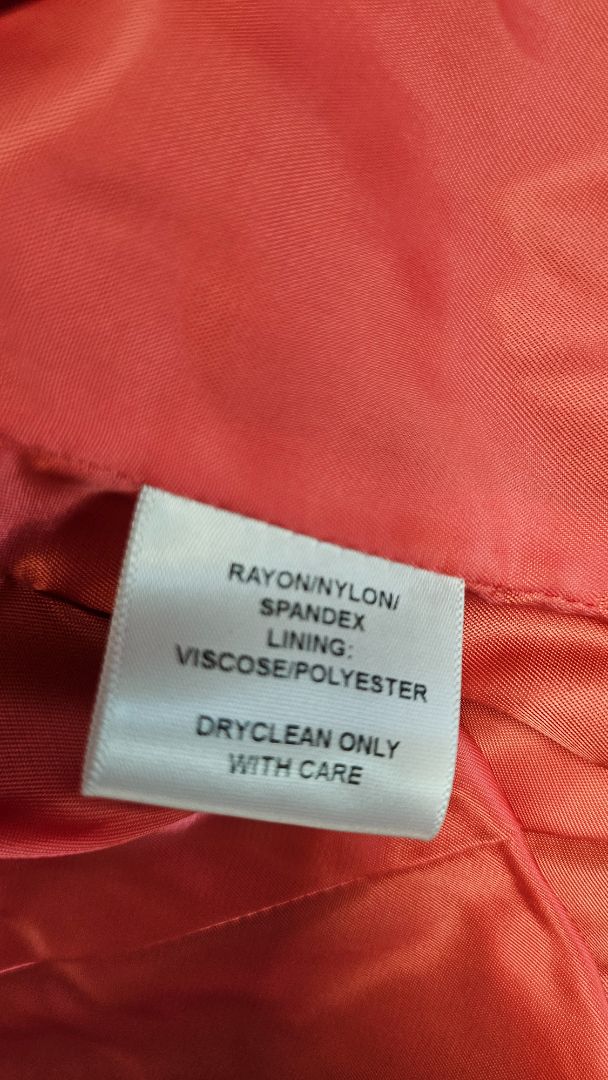 RAYON/NYLON/
SPANDEX
LINING:
VISCOSE/POLYESTER
DRYCLEAN ONLY
WITH CARE